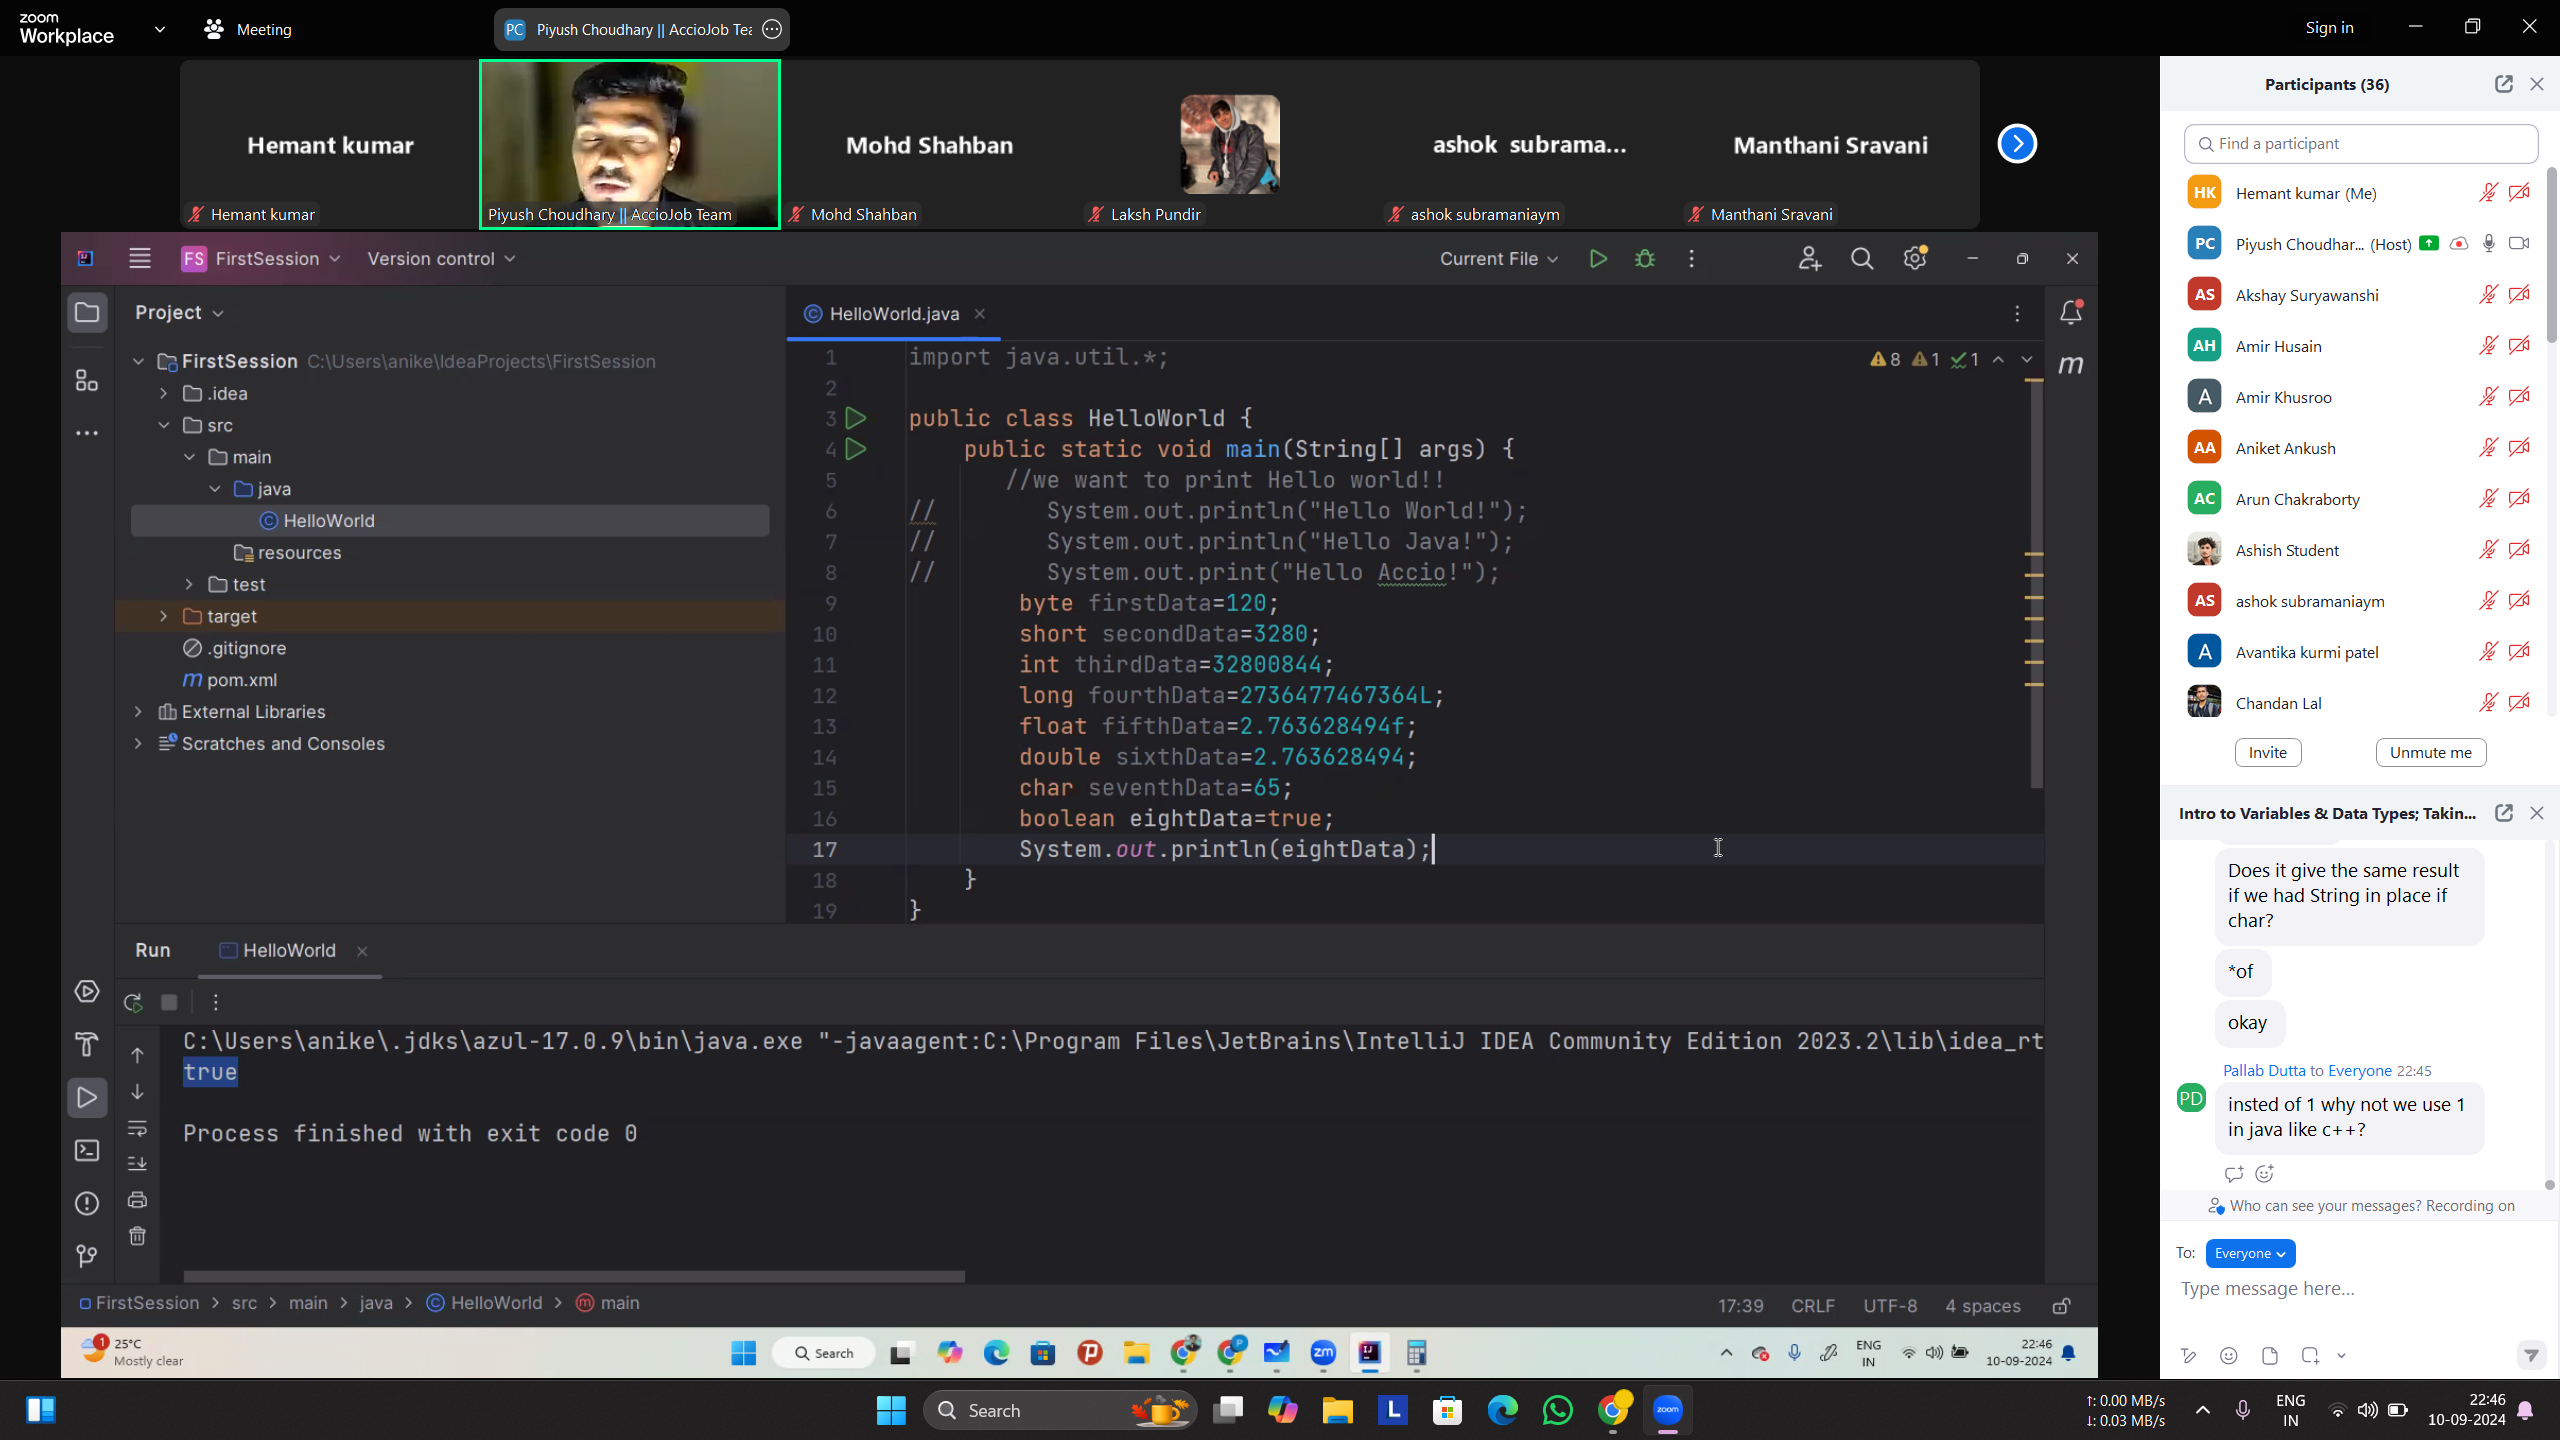 zoom
Workplace
Meeting
PC Piyush Choudhary || AccioJob Tea
Sign in
Hemant kumar
Hemant kumar
Piyush Choudhary || AccioJob Team
Mohd Shahban
Mohd Shahban
Laksh Pundir
ashok subrama...
ashok subramaniaym
Manthani Sravani
Manthani Sravani
FS FirstSession
Version control
Current File
Project
FirstSession C:\Users\anike\IdeaProjects\FirstSession
.idea
src
main
java
HelloWorld
resources
test
target
.gitignore
m pom.xml
External Libraries
Scratches and Consoles
HelloWorld.java
8 1 1
m
1 import java.util.*;
2
3 public class HelloWorld {
4 public static void main(String[] args) {
5 //we want to print Hello world!!
6 // System.out.println("Hello World!");
7 // System.out.println("Hello Java!");
8 // System.out.print("Hello Accio!");
9 byte firstData=120;
10 short secondData=3280;
11 int thirdData=32800844;
12 long fourthData=2736477467364L;
13 float fifthData=2.763628494f;
14 double sixthData=2.763628494;
15 char seventhData=65;
16 boolean eightData=true;
17 System.out.println(eightData);
18 }
19 }
Run HelloWorld
C:\Users\anike\.jdks\azul-17.0.9\bin\java.exe "-javaagent:C:\Program Files\JetBrains\IntelliJ IDEA Community Edition 2023.2\lib\idea_rt
true
Process finished with exit code 0
FirstSession > src > main > java > HelloWorld > main
17:39 CRLF UTF-8 4 spaces
1
25°C
Mostly clear
Search
zm
ENG
IN
22:46
10-09-2024
Participants (36)
Find a participant
HK Hemant kumar (Me)
PC Piyush Choudhar... (Host)
AS Akshay Suryawanshi
AH Amir Husain
A Amir Khusroo
AA Aniket Ankush
AC Arun Chakraborty
Ashish Student
AS ashok subramaniaym
A Avantika kurmi patel
Chandan Lal
Invite
Unmute me
Intro to Variables & Data Types; Takin...
Does it give the same result
if we had String in place if
char?
*of
okay
Pallab Dutta to Everyone 22:45
PD
insted of 1 why not we use 1
in java like c++?
Who can see your messages? Recording on
To: Everyone
Type message here...
Search
L
zoom
↑: 0.00 MB/s
↓: 0.03 MB/s
ENG
IN
22:46
10-09-2024